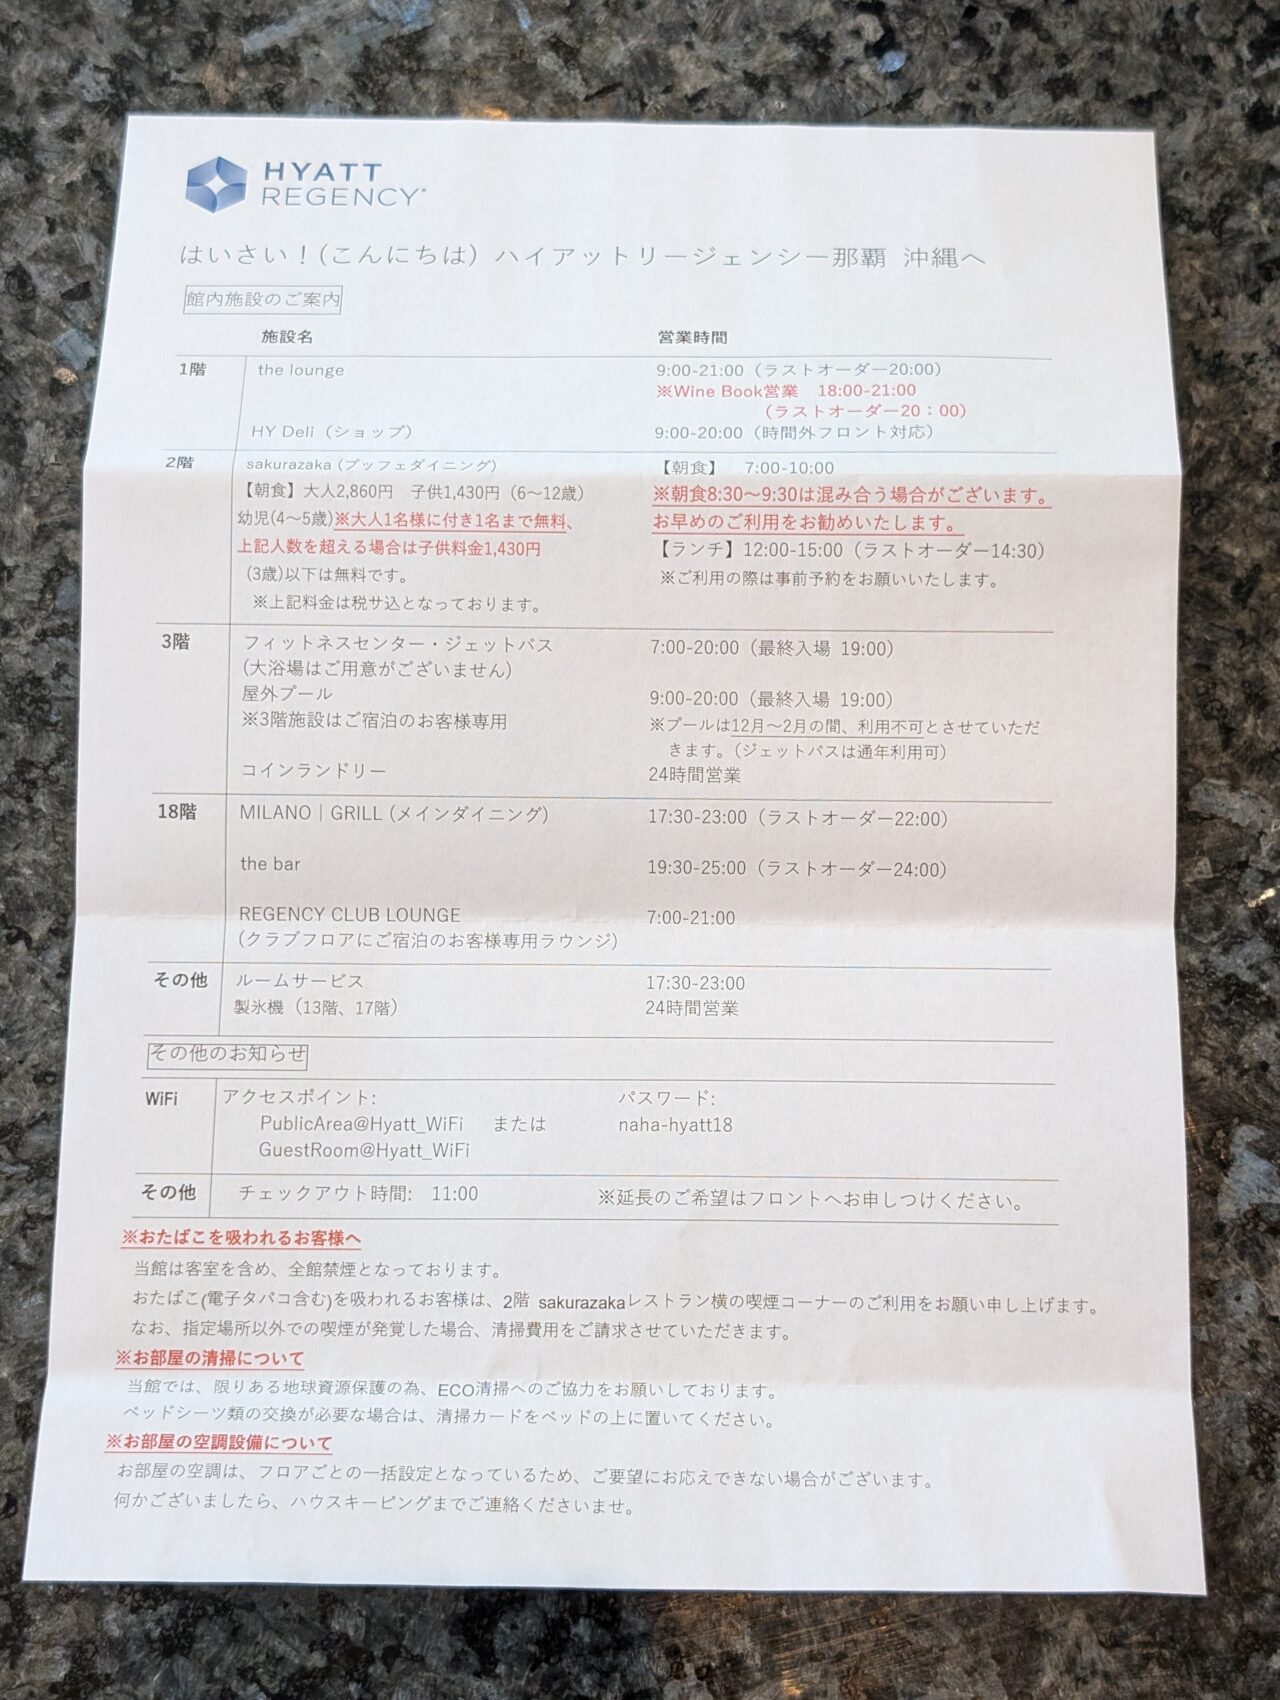 HYATT
REGENCY®
はいさい！(こんにちは) ハイアットリージェンシー那覇 沖縄へ
館内施設のご案内
施設名 営業時間
1階 the lounge 9:00-21:00（ラストオーダー20:00）
※Wine Book営業 18:00-21:00
（ラストオーダー20：00）
HY Deli（ショップ） 9:00-20:00（時間外フロント対応）
2階 sakurazaka (ブッフェダイニング) 【朝食】 7:00-10:00
【朝食】大人2,860円 子供1,430円（6～12歳） ※朝食8:30～9:30は混み合う場合がございます。
幼児(4～5歳)※大人1名様に付き1名まで無料、 お早めのご利用をお勧めいたします。
上記人数を超える場合は子供料金1,430円 【ランチ】12:00-15:00（ラストオーダー14:30）
(3歳)以下は無料です。 ※ご利用の際は事前予約をお願いいたします。
※上記料金は税サ込となっております。
3階 フィットネスセンター・ジェットバス 7:00-20:00（最終入場 19:00）
(大浴場はご用意がございません)
屋外プール 9:00-20:00（最終入場 19:00）
※3階施設はご宿泊のお客様専用 ※プールは12月～2月の間、利用不可とさせていただ
きます。（ジェットバスは通年利用可）
コインランドリー 24時間営業
18階 MILANO | GRILL (メインダイニング) 17:30-23:00（ラストオーダー22:00）
the bar 19:30-25:00（ラストオーダー24:00）
REGENCY CLUB LOUNGE 7:00-21:00
(クラブフロアにご宿泊のお客様専用ラウンジ)
その他 ルームサービス 17:30-23:00
製氷機（13階、17階） 24時間営業
その他のお知らせ
WiFi アクセスポイント: パスワード:
PublicArea@Hyatt_WiFi または naha-hyatt18
GuestRoom@Hyatt_WiFi
その他 チェックアウト時間: 11:00 ※延長のご希望はフロントへお申しつけください。
※おたばこを吸われるお客様へ
当館は客室を含め、全館禁煙となっております。
おたばこ(電子タバコ含む)を吸われるお客様は、2階 sakurazakaレストラン横の喫煙コーナーのご利用をお願い申し上げます。
なお、指定場所以外での喫煙が発覚した場合、清掃費用をご請求させていただきます。
※お部屋の清掃について
当館では、限りある地球資源保護の為、ECO清掃へのご協力をお願いしております。
ベッドシーツ類の交換が必要な場合は、清掃カードをベッドの上に置いてください。
※お部屋の空調設備について
お部屋の空調は、フロアごとの一括設定となっているため、ご要望にお応えできない場合がございます。
何かございましたら、ハウスキーピングまでご連絡くださいませ。